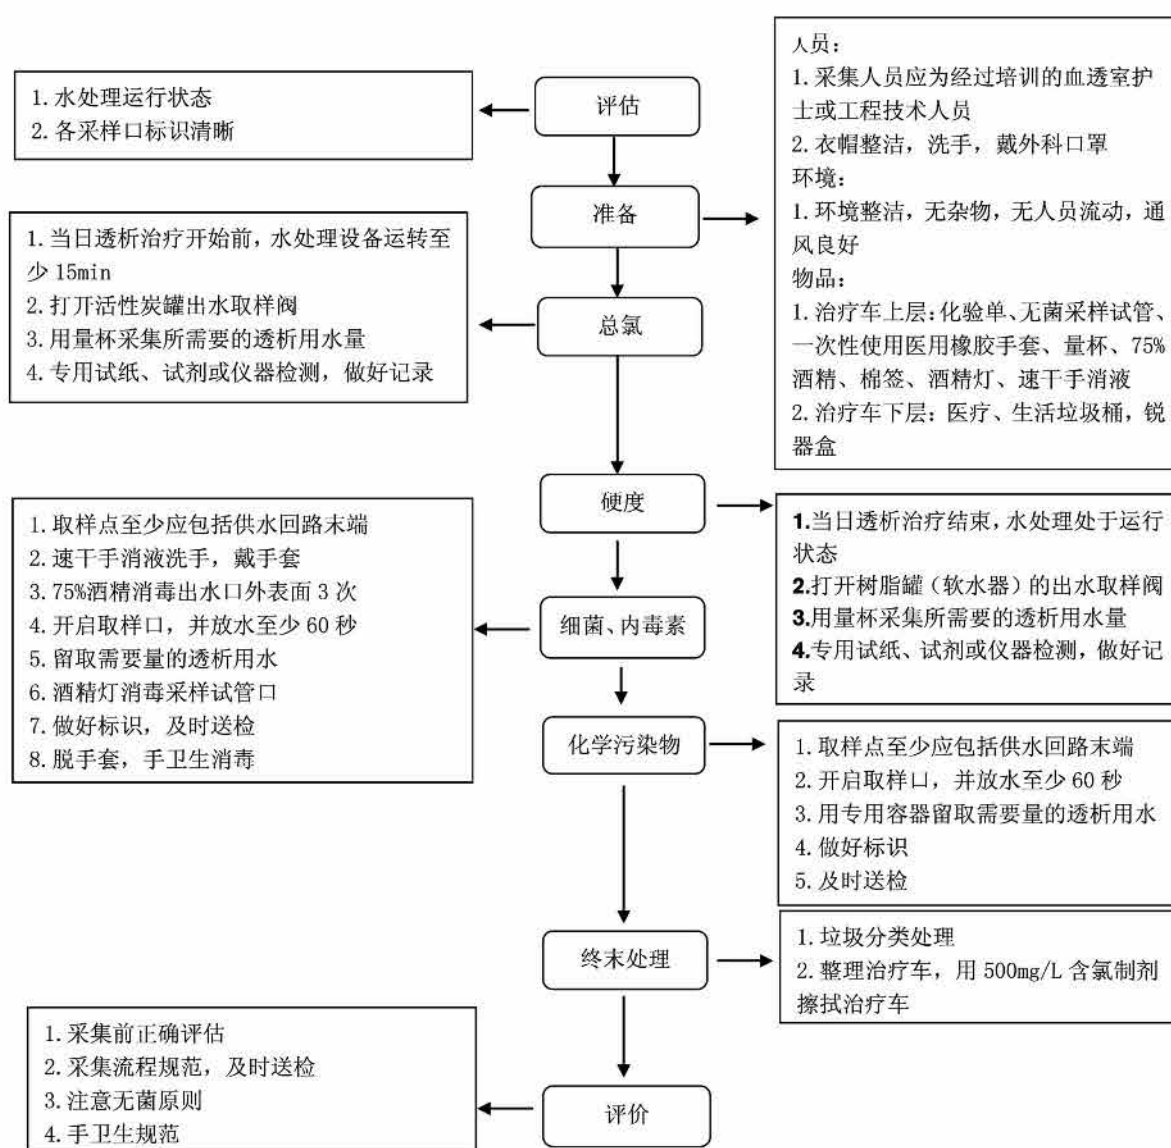 评估
1. 水处理运行状态
2. 各采样口标识清晰
准备
人员：
1. 采集人员应为经过培训的血透室护
士或工程技术人员
2. 衣帽整洁，洗手，戴外科口罩
环境：
1. 环境整洁，无杂物，无人员流动，通
风良好
物品：
1. 治疗车上层：化验单、无菌采样试管、
一次性使用医用橡胶手套、量杯、75%
酒精、棉签、酒精灯、速干手消液
2. 治疗车下层：医疗、生活垃圾桶，锐
器盒
总氯
1. 当日透析治疗开始前，水处理设备运转至
少 15min
2. 打开活性炭罐出水取样阀
3. 用量杯采集所需要的透析用水量
4. 专用试纸、试剂或仪器检测，做好记录
硬度
1.当日透析治疗结束，水处理处于运行
状态
2.打开树脂罐（软水器）的出水取样阀
3.用量杯采集所需要的透析用水量
4.专用试纸、试剂或仪器检测，做好记
录
细菌、内毒素
1. 取样点至少应包括供水回路末端
2. 速干手消液洗手，戴手套
3.75%酒精消毒出水口外表面 3 次
4. 开启取样口，并放水至少 60 秒
5. 留取需要量的透析用水
6. 酒精灯消毒采样试管口
7. 做好标识，及时送检
8. 脱手套，手卫生消毒
化学污染物
1. 取样点至少应包括供水回路末端
2. 开启取样口，并放水至少 60 秒
3. 用专用容器留取需要量的透析用水
4. 做好标识
5. 及时送检
终末处理
1. 垃圾分类处理
2. 整理治疗车，用 500mg/L 含氯制剂
擦拭治疗车
评价
1. 采集前正确评估
2. 采集流程规范，及时送检
3. 注意无菌原则
4. 手卫生规范